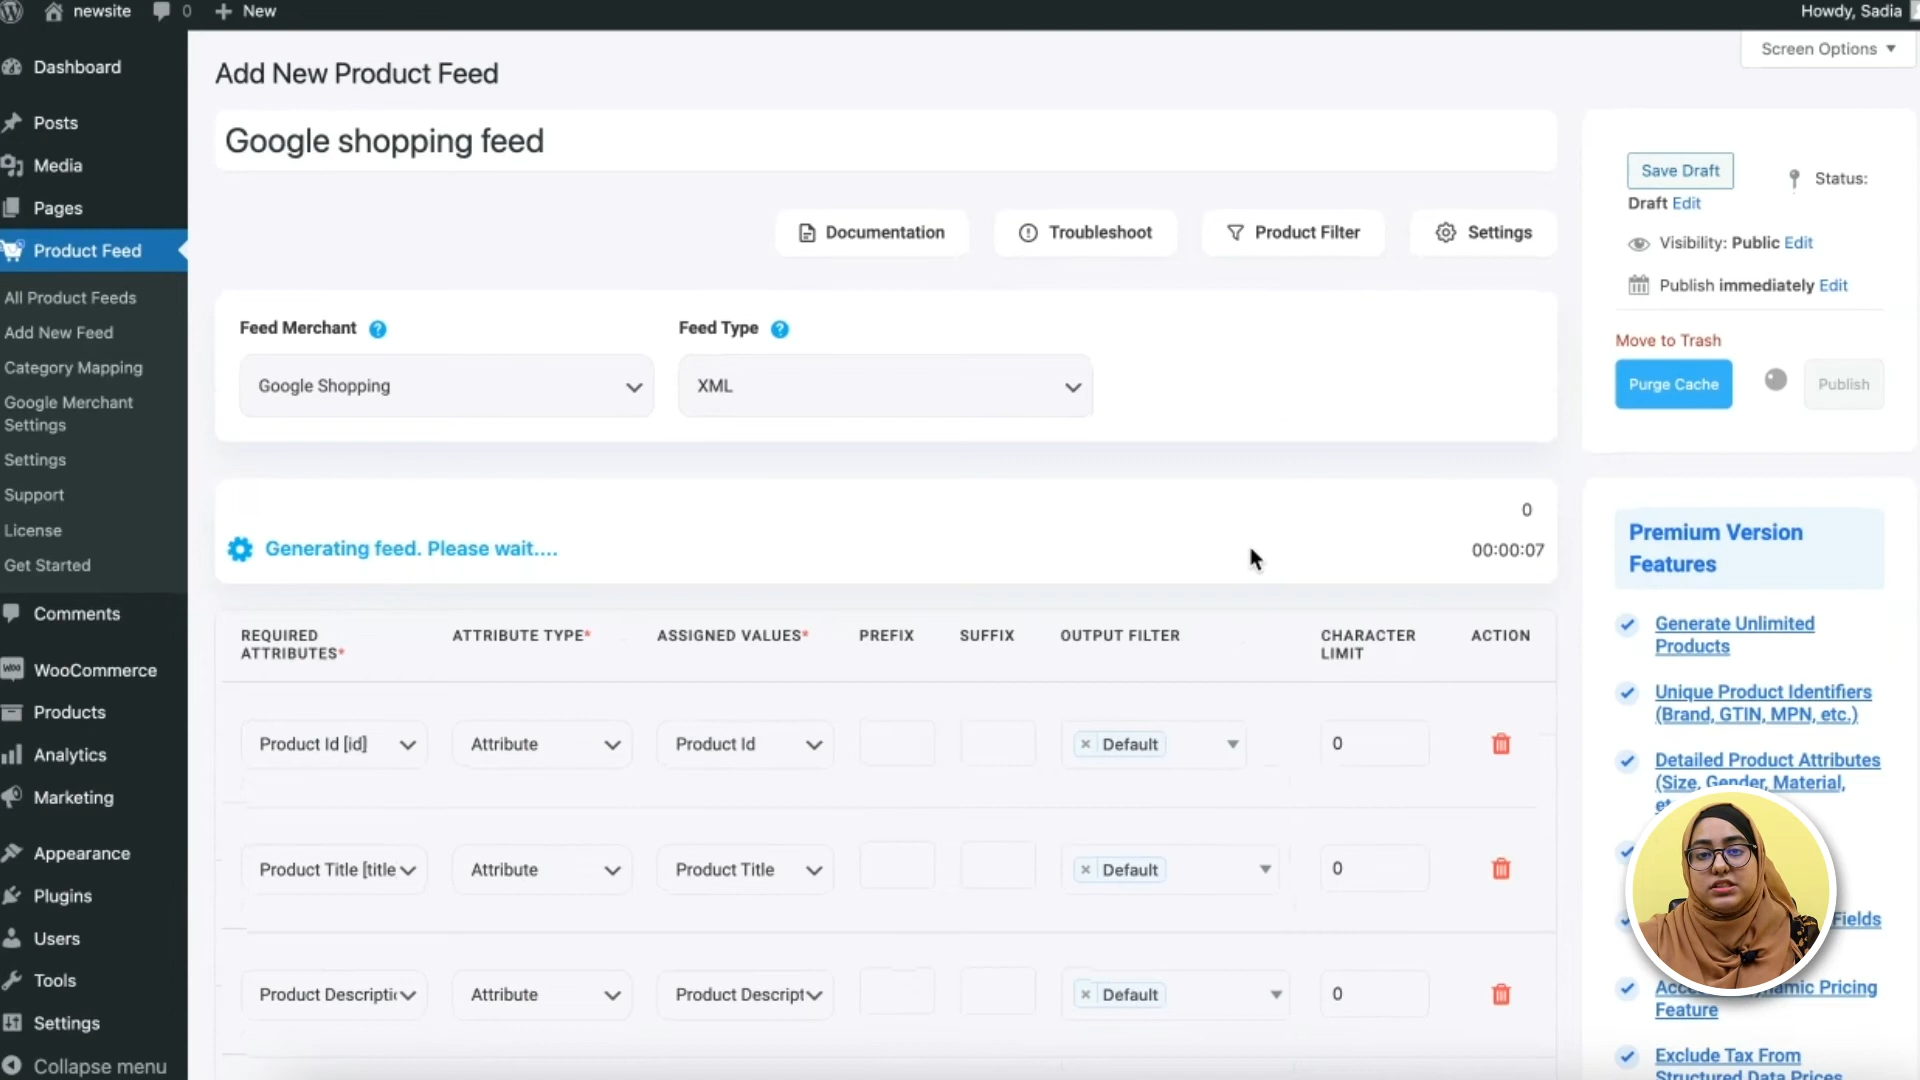 newsite
0
New
Howdy, Sadia
Dashboard
Posts
Media
Pages
Product Feed
All Product Feeds
Add New Feed
Category Mapping
Google Merchant
Settings
Settings
Support
License
Get Started
Comments
WooCommerce
Products
Analytics
Marketing
Appearance
Plugins
Users
Tools
Settings
Collapse menu
Screen Options
Add New Product Feed
Google shopping feed
Documentation
Troubleshoot
Product Filter
Settings
Feed Merchant ?
Feed Type ?
Google Shopping
XML
0
Generating feed. Please wait....
00:00:07
REQUIRED
ATTRIBUTES*
ATTRIBUTE TYPE*
ASSIGNED VALUES*
PREFIX
SUFFIX
OUTPUT FILTER
CHARACTER
LIMIT
ACTION
Product Id [id]
Attribute
Product Id
× Default
0
Product Title [title
Attribute
Product Title
× Default
0
Product Descripti
Attribute
Product Descript
× Default
0
Save Draft
Status:
Draft Edit
Visibility: Public Edit
Publish immediately Edit
Move to Trash
Purge Cache
Publish
Premium Version
Features
Generate Unlimited
Products
Unique Product Identifiers
(Brand, GTIN, MPN, etc.)
Detailed Product Attributes
(Size, Gender, Material,
Fields
Pricing
Feature
Exclude Tax From
Structured Data Prices